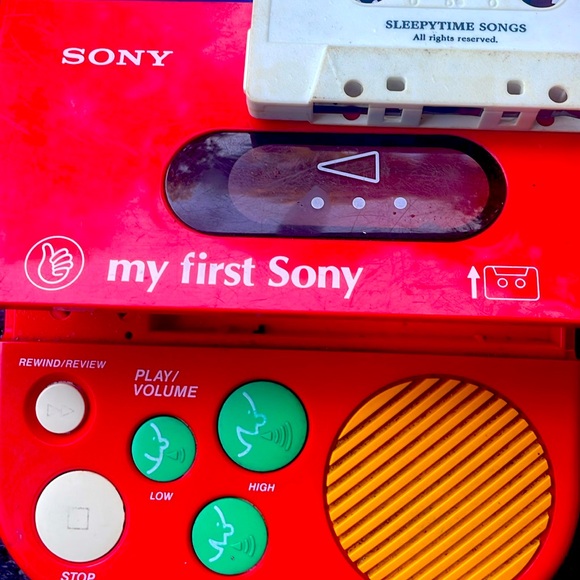 SLEEPYTIME SONGS
All rights reserved.
SONY
my first Sony
REWIND/REVIEW
PLAY/
VOLUME
LOW
HIGH
STOP